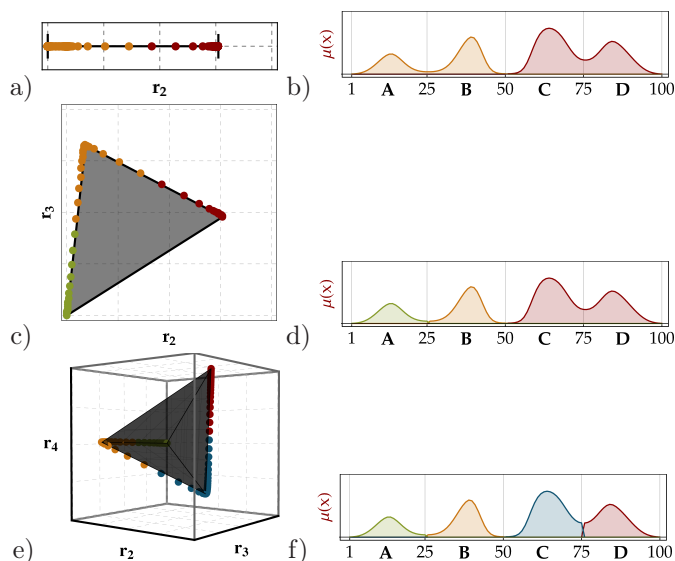 a)
r2
b)
μ(x)
1 A 25 B 50 C 75 D 100
c)
r3
r2
d)
μ(x)
1 A 25 B 50 C 75 D 100
e)
r4
r2
r3
f)
μ(x)
1 A 25 B 50 C 75 D 100